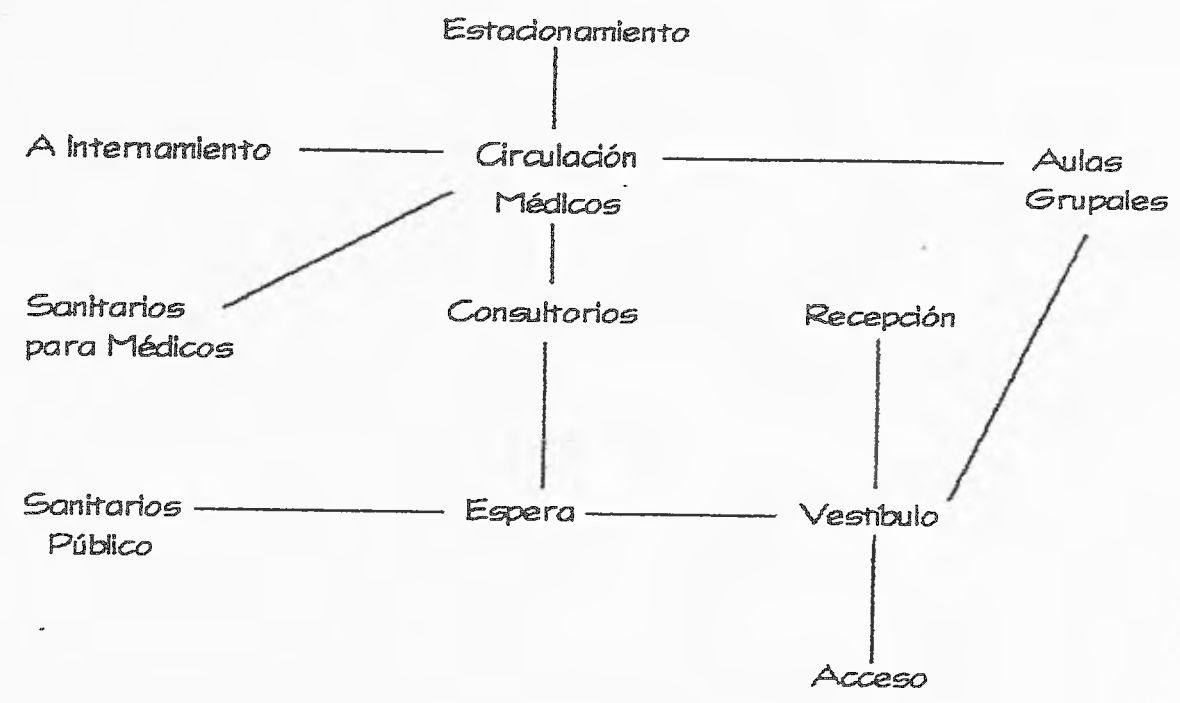 Estacionamiento
A Internamiento
Circulación
Médicos
Aulas
Grupales
Sanitarios
para Médicos
Consultorios
Recepción
Sanitarios
Público
Espera
Vestíbulo
Acceso